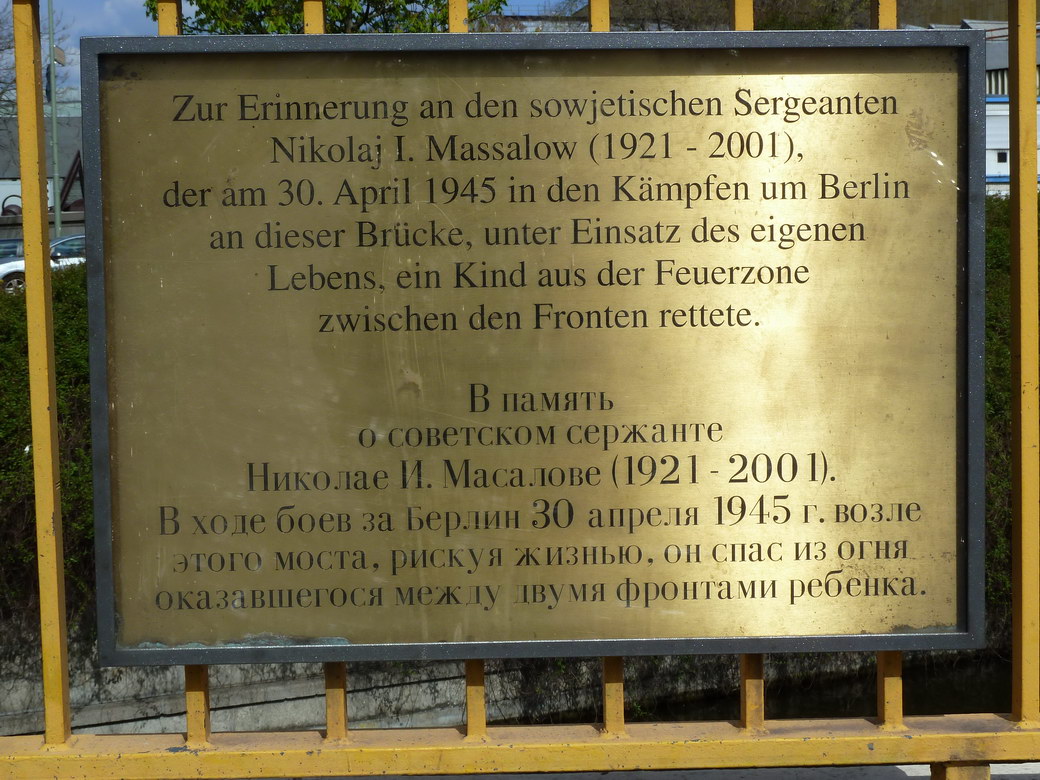 Zur Erinnerung an den sowjetischen Sergeanten
Nikolaj I. Massalow (1921 - 2001),
der am 30. April 1945 in den Kämpfen um Berlin
an dieser Brücke, unter Einsatz des eigenen
Lebens, ein Kind aus der Feuerzone
zwischen den Fronten rettete.
В память
о советском сержанте
Николае И. Масалове (1921 - 2001).
В ходе боев за Берлин 30 апреля 1945 г. возле
этого моста, рискуя жизнью, он спас из огня
оказавшегося между двумя фронтами ребенка.